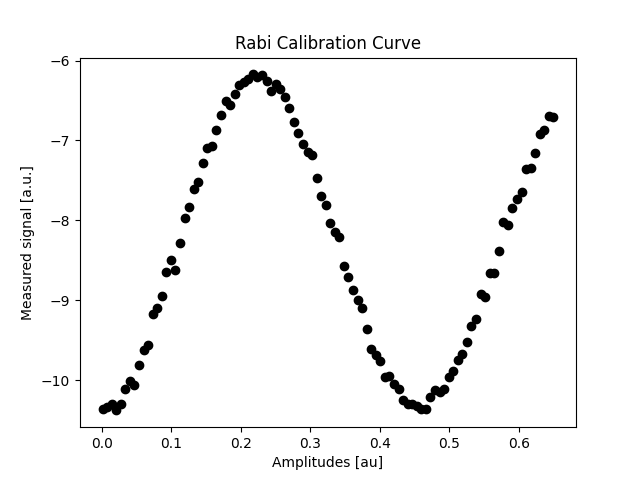 Rabi Calibration Curve
−6
−7
−8
−9
−10
Measured signal [a.u.]
0.0 0.1 0.2 0.3 0.4 0.5 0.6
Amplitudes [au]